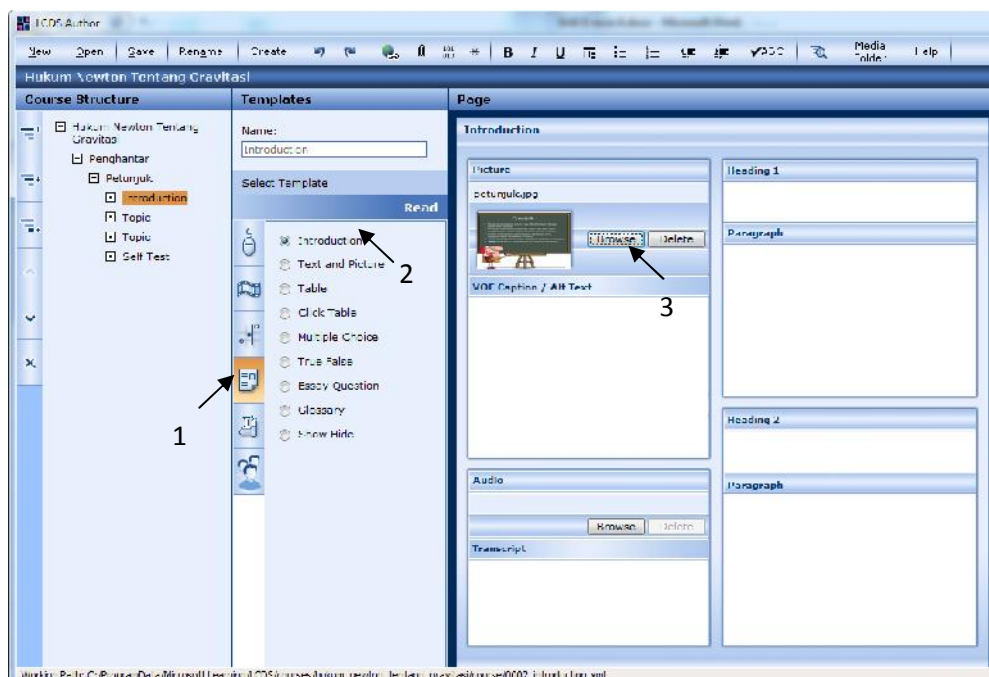 LCDS Author
New Open Save Rename Create B I U Media Folder Help
Hukum Newton Tentang Gravitasi
Course Structure Templates Page
Hukum Newton Tentang
Gravitas
Penghantar
Petunjuk
Introduction
Topic
Topic
Self Test
Name:
Introduction
Select Template
Read
Introduction
Text and Picture
Table
Click Table
Multiple Choice
True False
Essay Question
Glossary
Show Hide
1
2
Introduction
Picture
petunjuk.jpg
Browse Delete
3
Caption / Alt Text
Audio
Browse Delete
Transcript
Heading 1
Paragraph
Heading 2
Paragraph